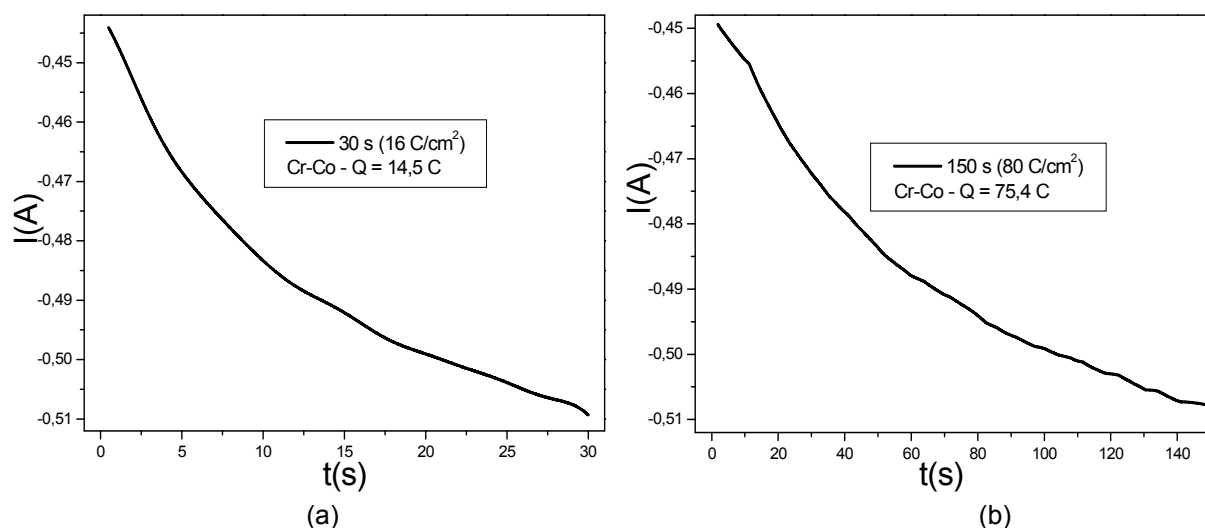 -0,45
-0,46
-0,47
-0,48
-0,49
-0,50
-0,51
I(A)
30 s (16 C/cm²)
Cr-Co - Q = 14,5 C
0 5 10 15 20 25 30
t(s)
(a)
-0,45
-0,46
-0,47
-0,48
-0,49
-0,50
-0,51
I(A)
150 s (80 C/cm²)
Cr-Co - Q = 75,4 C
0 20 40 60 80 100 120 140
t(s)
(b)